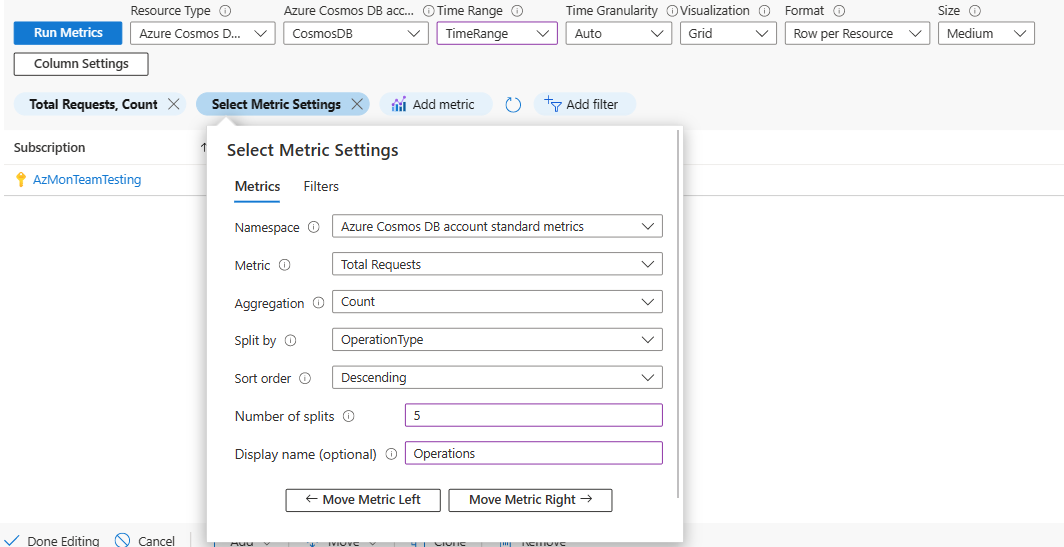 Resource Type
Azure Cosmos DB acc...
Time Range
Time Granularity
Visualization
Format
Size
Run Metrics
Azure Cosmos D...
CosmosDB
TimeRange
Auto
Grid
Row per Resource
Medium
Column Settings
Total Requests, Count
Select Metric Settings
Add metric
Add filter
Subscription
AzMonTeamTesting
Select Metric Settings
Metrics
Filters
Namespace
Azure Cosmos DB account standard metrics
Metric
Total Requests
Aggregation
Count
Split by
OperationType
Sort order
Descending
Number of splits
5
Display name (optional)
Operations
← Move Metric Left
Move Metric Right →
Done Editing
Cancel
Add
Move
Clone
Remove